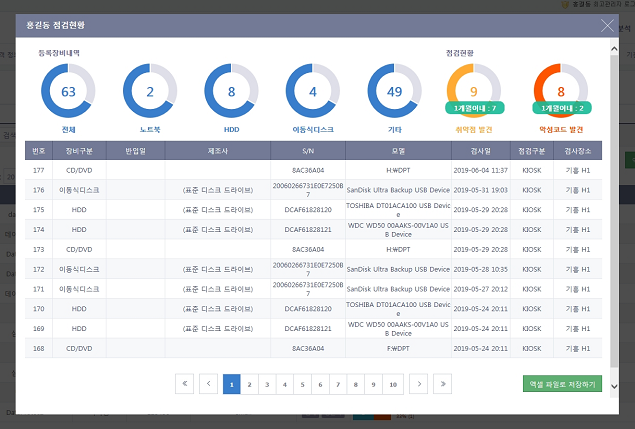 홍길동 점검현황
등록장비내역
점검현황
63 2 8 4 49 9 8
1개월이내 : 7 1개월이내 : 2
전체 노트북 HDD 이동식디스크 기타 취약점 발견 악성코드 발견
번호 장비구분 반입일 제조사 S/N 모델 검사일 점검구분 검사장소
177 CD/DVD 8AC36A04 H:₩DPT 2019-06-04 11:37 KIOSK 기흥 H1
176 이동식디스크 (표준 디스크 드라이브) 20060266731E0E7250B7 SanDisk Ultra Backup USB Device 2019-05-31 19:03 KIOSK 기흥 H1
175 HDD (표준 디스크 드라이브) DCAF61828120 TOSHIBA DT01ACA100 USB Device 2019-05-29 20:28 KIOSK 기흥 H1
174 HDD (표준 디스크 드라이브) DCAF61828121 WDC WD50 00AAKS-00V1A0 USB Device 2019-05-29 20:28 KIOSK 기흥 H1
173 CD/DVD 8AC36A04 H:₩DPT 2019-05-29 20:28 KIOSK 기흥 H1
172 이동식디스크 (표준 디스크 드라이브) 20060266731E0E7250B7 SanDisk Ultra Backup USB Device 2019-05-28 10:35 KIOSK 기흥 H1
171 이동식디스크 (표준 디스크 드라이브) 20060266731E0E7250B7 SanDisk Ultra Backup USB Device 2019-05-27 20:12 KIOSK 기흥 H1
170 HDD (표준 디스크 드라이브) DCAF61828120 TOSHIBA DT01ACA100 USB Device 2019-05-24 20:11 KIOSK 기흥 H1
169 HDD (표준 디스크 드라이브) DCAF61828121 WDC WD50 00AAKS-00V1A0 USB Device 2019-05-24 20:11 KIOSK 기흥 H1
168 CD/DVD 8AC36A04 F:₩DPT 2019-05-24 20:11 KIOSK 기흥 H1
1 2 3 4 5 6 7 8 9 10
엑셀 파일로 저장하기